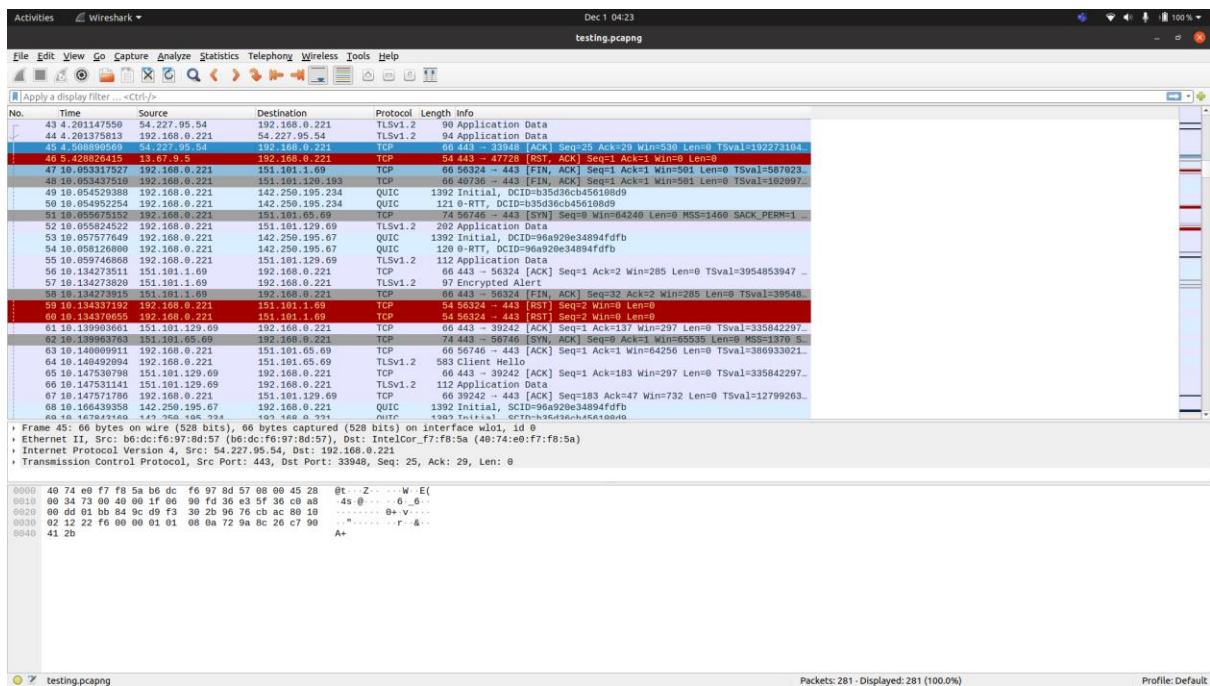 Activities Wireshark Dec 1 04:23 100 %
testing.pcapng
File Edit View Go Capture Analyze Statistics Telephony Wireless Tools Help
Apply a display filter ... <Ctrl-/>
No. Time Source Destination Protocol Length Info
43 4.201147550 54.227.95.54 192.168.0.221 TLSv1.2 90 Application Data
44 4.201375813 192.168.0.221 54.227.95.54 TLSv1.2 94 Application Data
45 4.508890569 54.227.95.54 192.168.0.221 TCP 66 443 → 33948 [ACK] Seq=25 Ack=29 Win=530 Len=0 TSval=192273104…
46 5.428826415 13.67.9.5 192.168.0.221 TCP 54 443 → 47728 [RST, ACK] Seq=1 Ack=1 Win=0 Len=0
47 10.053317527 192.168.0.221 151.101.1.69 TCP 66 56324 → 443 [FIN, ACK] Seq=1 Ack=1 Win=501 Len=0 TSval=587023…
48 10.053437510 192.168.0.221 151.101.120.193 TCP 66 40736 → 443 [FIN, ACK] Seq=1 Ack=1 Win=501 Len=0 TSval=102097…
49 10.054529388 192.168.0.221 142.250.195.234 QUIC 1392 Initial, DCID=b35d36cb456108d9
50 10.054952254 192.168.0.221 142.250.195.234 QUIC 121 0-RTT, DCID=b35d36cb456108d9
51 10.055675152 192.168.0.221 151.101.65.69 TCP 74 56746 → 443 [SYN] Seq=0 Win=64240 Len=0 MSS=1460 SACK_PERM=1 …
52 10.055824522 192.168.0.221 151.101.129.69 TLSv1.2 202 Application Data
53 10.057577649 192.168.0.221 142.250.195.67 QUIC 1392 Initial, DCID=96a920e34894fdfb
54 10.058126800 192.168.0.221 142.250.195.67 QUIC 120 0-RTT, DCID=96a920e34894fdfb
55 10.059746868 192.168.0.221 151.101.129.69 TLSv1.2 112 Application Data
56 10.134273511 151.101.1.69 192.168.0.221 TCP 66 443 → 56324 [ACK] Seq=1 Ack=2 Win=285 Len=0 TSval=3954853947 …
57 10.134273820 151.101.1.69 192.168.0.221 TLSv1.2 97 Encrypted Alert
58 10.134273915 151.101.1.69 192.168.0.221 TCP 66 443 → 56324 [FIN, ACK] Seq=32 Ack=2 Win=285 Len=0 TSval=39548…
59 10.134337192 192.168.0.221 151.101.1.69 TCP 54 56324 → 443 [RST] Seq=2 Win=0 Len=0
60 10.134370655 192.168.0.221 151.101.1.69 TCP 54 56324 → 443 [RST] Seq=2 Win=0 Len=0
61 10.139903661 151.101.129.69 192.168.0.221 TCP 66 443 → 39242 [ACK] Seq=1 Ack=137 Win=297 Len=0 TSval=335842297…
62 10.139963763 151.101.65.69 192.168.0.221 TCP 74 443 → 56746 [SYN, ACK] Seq=0 Ack=1 Win=65535 Len=0 MSS=1370 S…
63 10.140009911 192.168.0.221 151.101.65.69 TCP 66 56746 → 443 [ACK] Seq=1 Ack=1 Win=64256 Len=0 TSval=386933021…
64 10.140492094 192.168.0.221 151.101.65.69 TLSv1.2 583 Client Hello
65 10.147530798 151.101.129.69 192.168.0.221 TCP 66 443 → 39242 [ACK] Seq=1 Ack=183 Win=297 Len=0 TSval=335842297…
66 10.147531141 151.101.129.69 192.168.0.221 TLSv1.2 112 Application Data
67 10.147571786 192.168.0.221 151.101.129.69 TCP 66 39242 → 443 [ACK] Seq=183 Ack=47 Win=732 Len=0 TSval=12799263…
68 10.166439358 142.250.195.67 192.168.0.221 QUIC 1392 Initial, SCID=96a920e34894fdfb
69 10.167843169 142.250.195.234 192.168.0.221 QUIC 1392 Initial, SCID=b35d36cb456108d9
Frame 45: 66 bytes on wire (528 bits), 66 bytes captured (528 bits) on interface wlo1, id 0
Ethernet II, Src: b6:dc:f6:97:8d:57 (b6:dc:f6:97:8d:57), Dst: IntelCor_f7:f8:5a (40:74:e0:f7:f8:5a)
Internet Protocol Version 4, Src: 54.227.95.54, Dst: 192.168.0.221
Transmission Control Protocol, Src Port: 443, Dst Port: 33948, Seq: 25, Ack: 29, Len: 0
0000 40 74 e0 f7 f8 5a b6 dc f6 97 8d 57 08 00 45 28 @t···Z·· ···W··E(
0010 00 34 73 00 40 00 1f 06 90 fd 36 e3 5f 36 c0 a8 ·4s·@··· ··6·_6··
0020 00 dd 01 bb 84 9c d9 f3 30 2b 96 76 cb ac 80 10 ········ 0+·v····
0030 02 12 22 f6 00 00 01 01 08 0a 72 9a 8c 26 c7 90 ··"····· ··r··&··
0040 41 2b A+
testing.pcapng Packets: 281 · Displayed: 281 (100.0%) Profile: Default